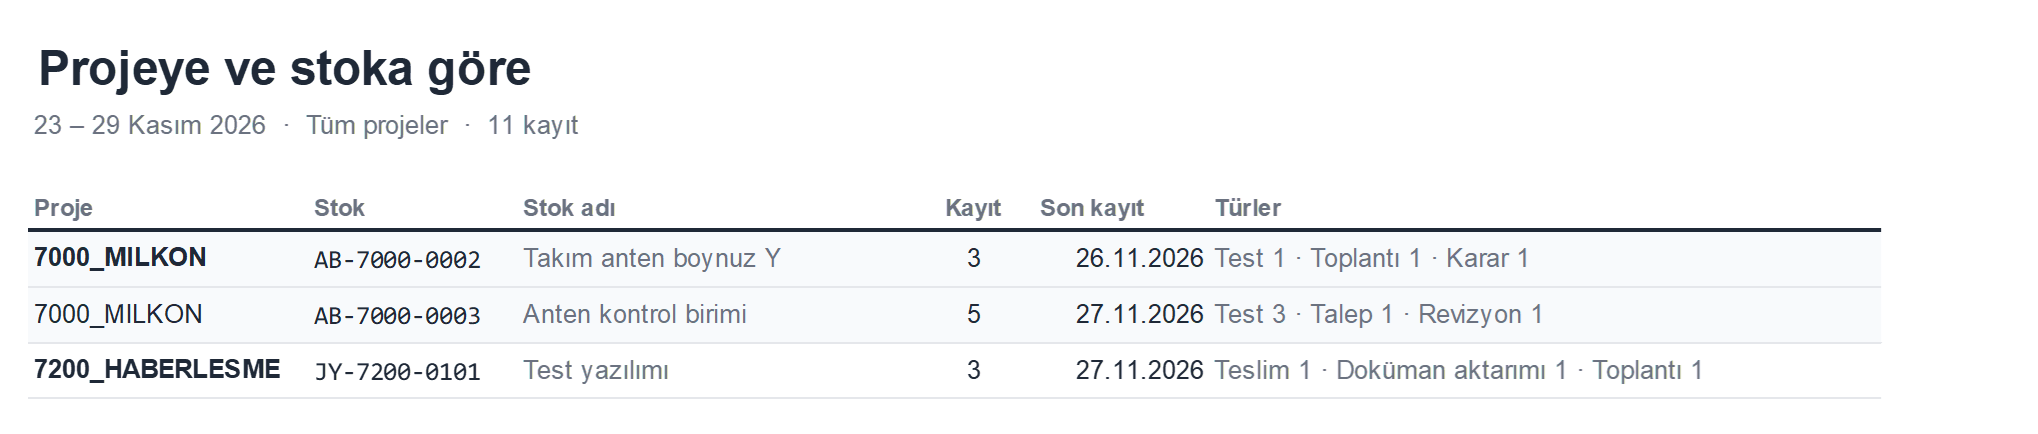 Projeye ve stoka göre
23 – 29 Kasım 2026 · Tüm projeler · 11 kayıt
Proje Stok Stok adı Kayıt Son kayıt Türler
7000_MILKON AB-7000-0002 Takım anten boynuz Y 3 26.11.2026 Test 1 · Toplantı 1 · Karar 1
7000_MILKON AB-7000-0003 Anten kontrol birimi 5 27.11.2026 Test 3 · Talep 1 · Revizyon 1
7200_HABERLESME JY-7200-0101 Test yazılımı 3 27.11.2026 Teslim 1 · Doküman aktarımı 1 · Toplantı 1